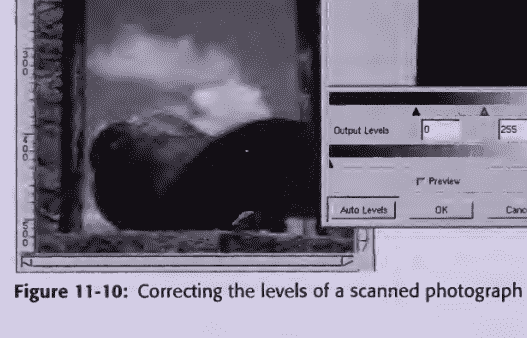 Output Levels 0 255
Preview
Auto Levels OK
Figure 11-10: Correcting the levels of a scanned photograph